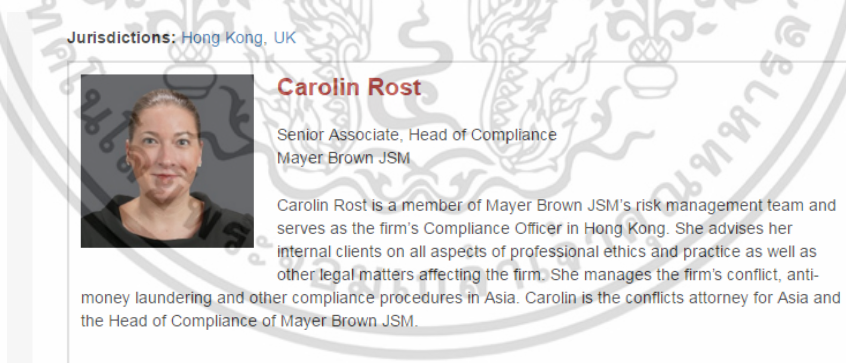 Jurisdictions: Hong Kong, UK
Carolin Rost
Senior Associate, Head of Compliance
Mayer Brown JSM
Carolin Rost is a member of Mayer Brown JSM's risk management team and
serves as the firm's Compliance Officer in Hong Kong. She advises her
internal clients on all aspects of professional ethics and practice as well as
other legal matters affecting the firm. She manages the firm's conflict, anti-
money laundering and other compliance procedures in Asia. Carolin is the conflicts attorney for Asia and
the Head of Compliance of Mayer Brown JSM.